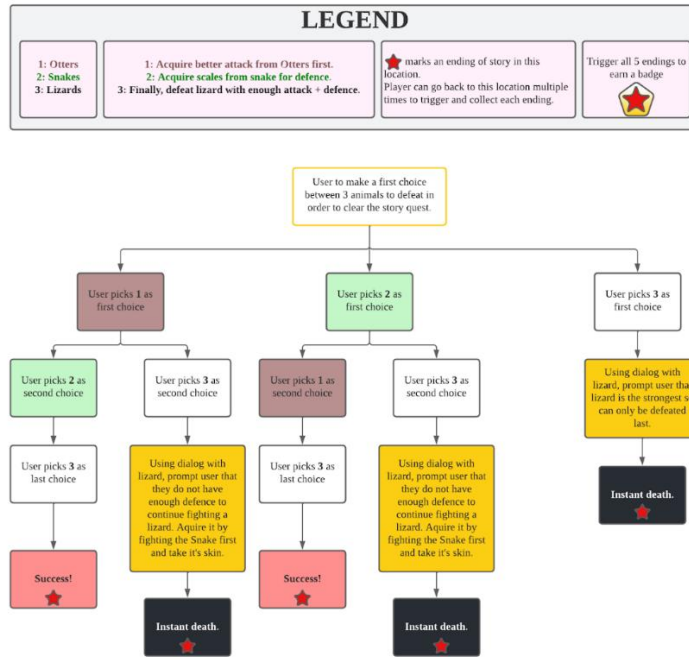 LEGEND
1: Otters
2: Snakes
3: Lizards
1: Acquire better attack from Otters first.
2: Acquire scales from snake for defence.
3: Finally, defeat lizard with enough attack + defence.
marks an ending of story in this
location.
Player can go back to this location multiple
times to trigger and collect each ending.
Trigger all 5 endings to
earn a badge
User to make a first choice
between 3 animals to defeat in
order to clear the story quest.
User picks 1 as
first choice
User picks 2 as
first choice
User picks 3 as
first choice
User picks 2 as
second choice
User picks 3 as
second choice
User picks 1 as
second choice
User picks 3 as
second choice
Using dialog with
lizard, prompt user tha
lizard is the strongest s
can only be defeated
last.
User picks 3 as
last choice
Using dialog with
lizard, prompt user that
they do not have
enough defence to
continue fighting a
lizard. Aquire it by
fighting the Snake first
and take it's skin.
User picks 3 as
last choice
Using dialog with
lizard, prompt user that
they do not have
enough defence to
continue fighting a
lizard. Aquire it by
fighting the Snake first
and take it's skin.
Instant death.
Success!
Success!
Instant death.
Instant death.